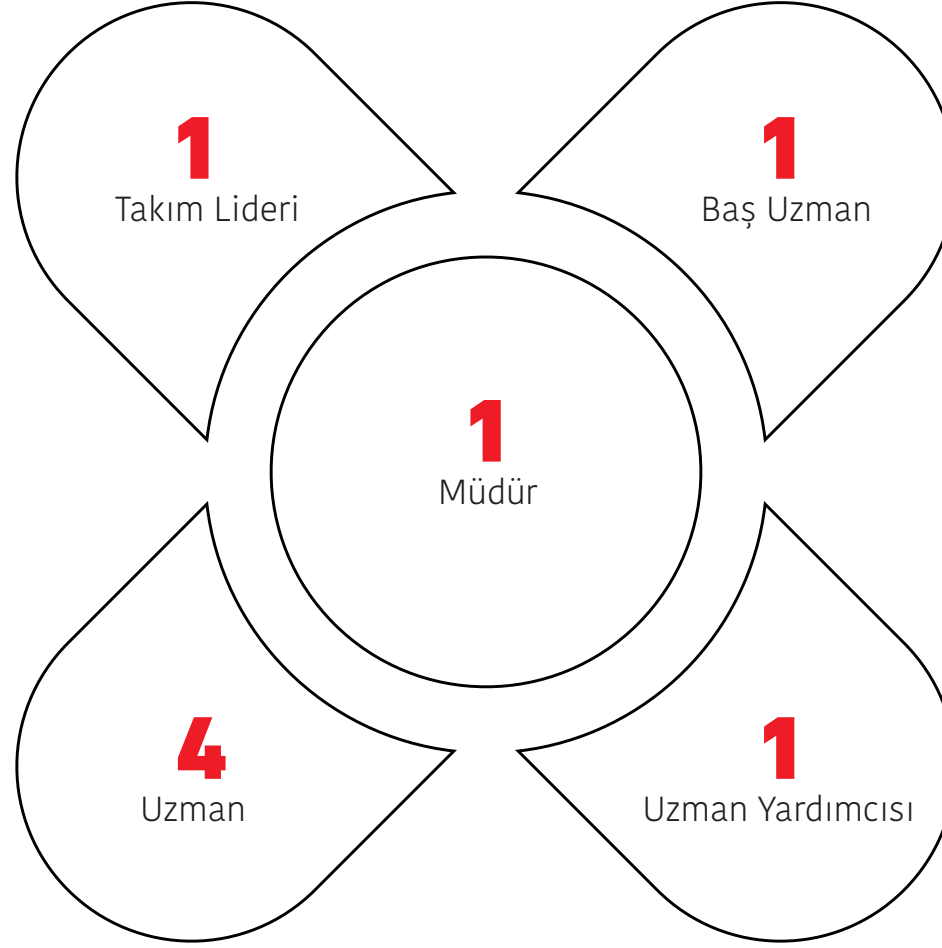 1
Takım Lideri
1
Baş Uzman
1
Müdür
4
Uzman
1
Uzman Yardımcısı